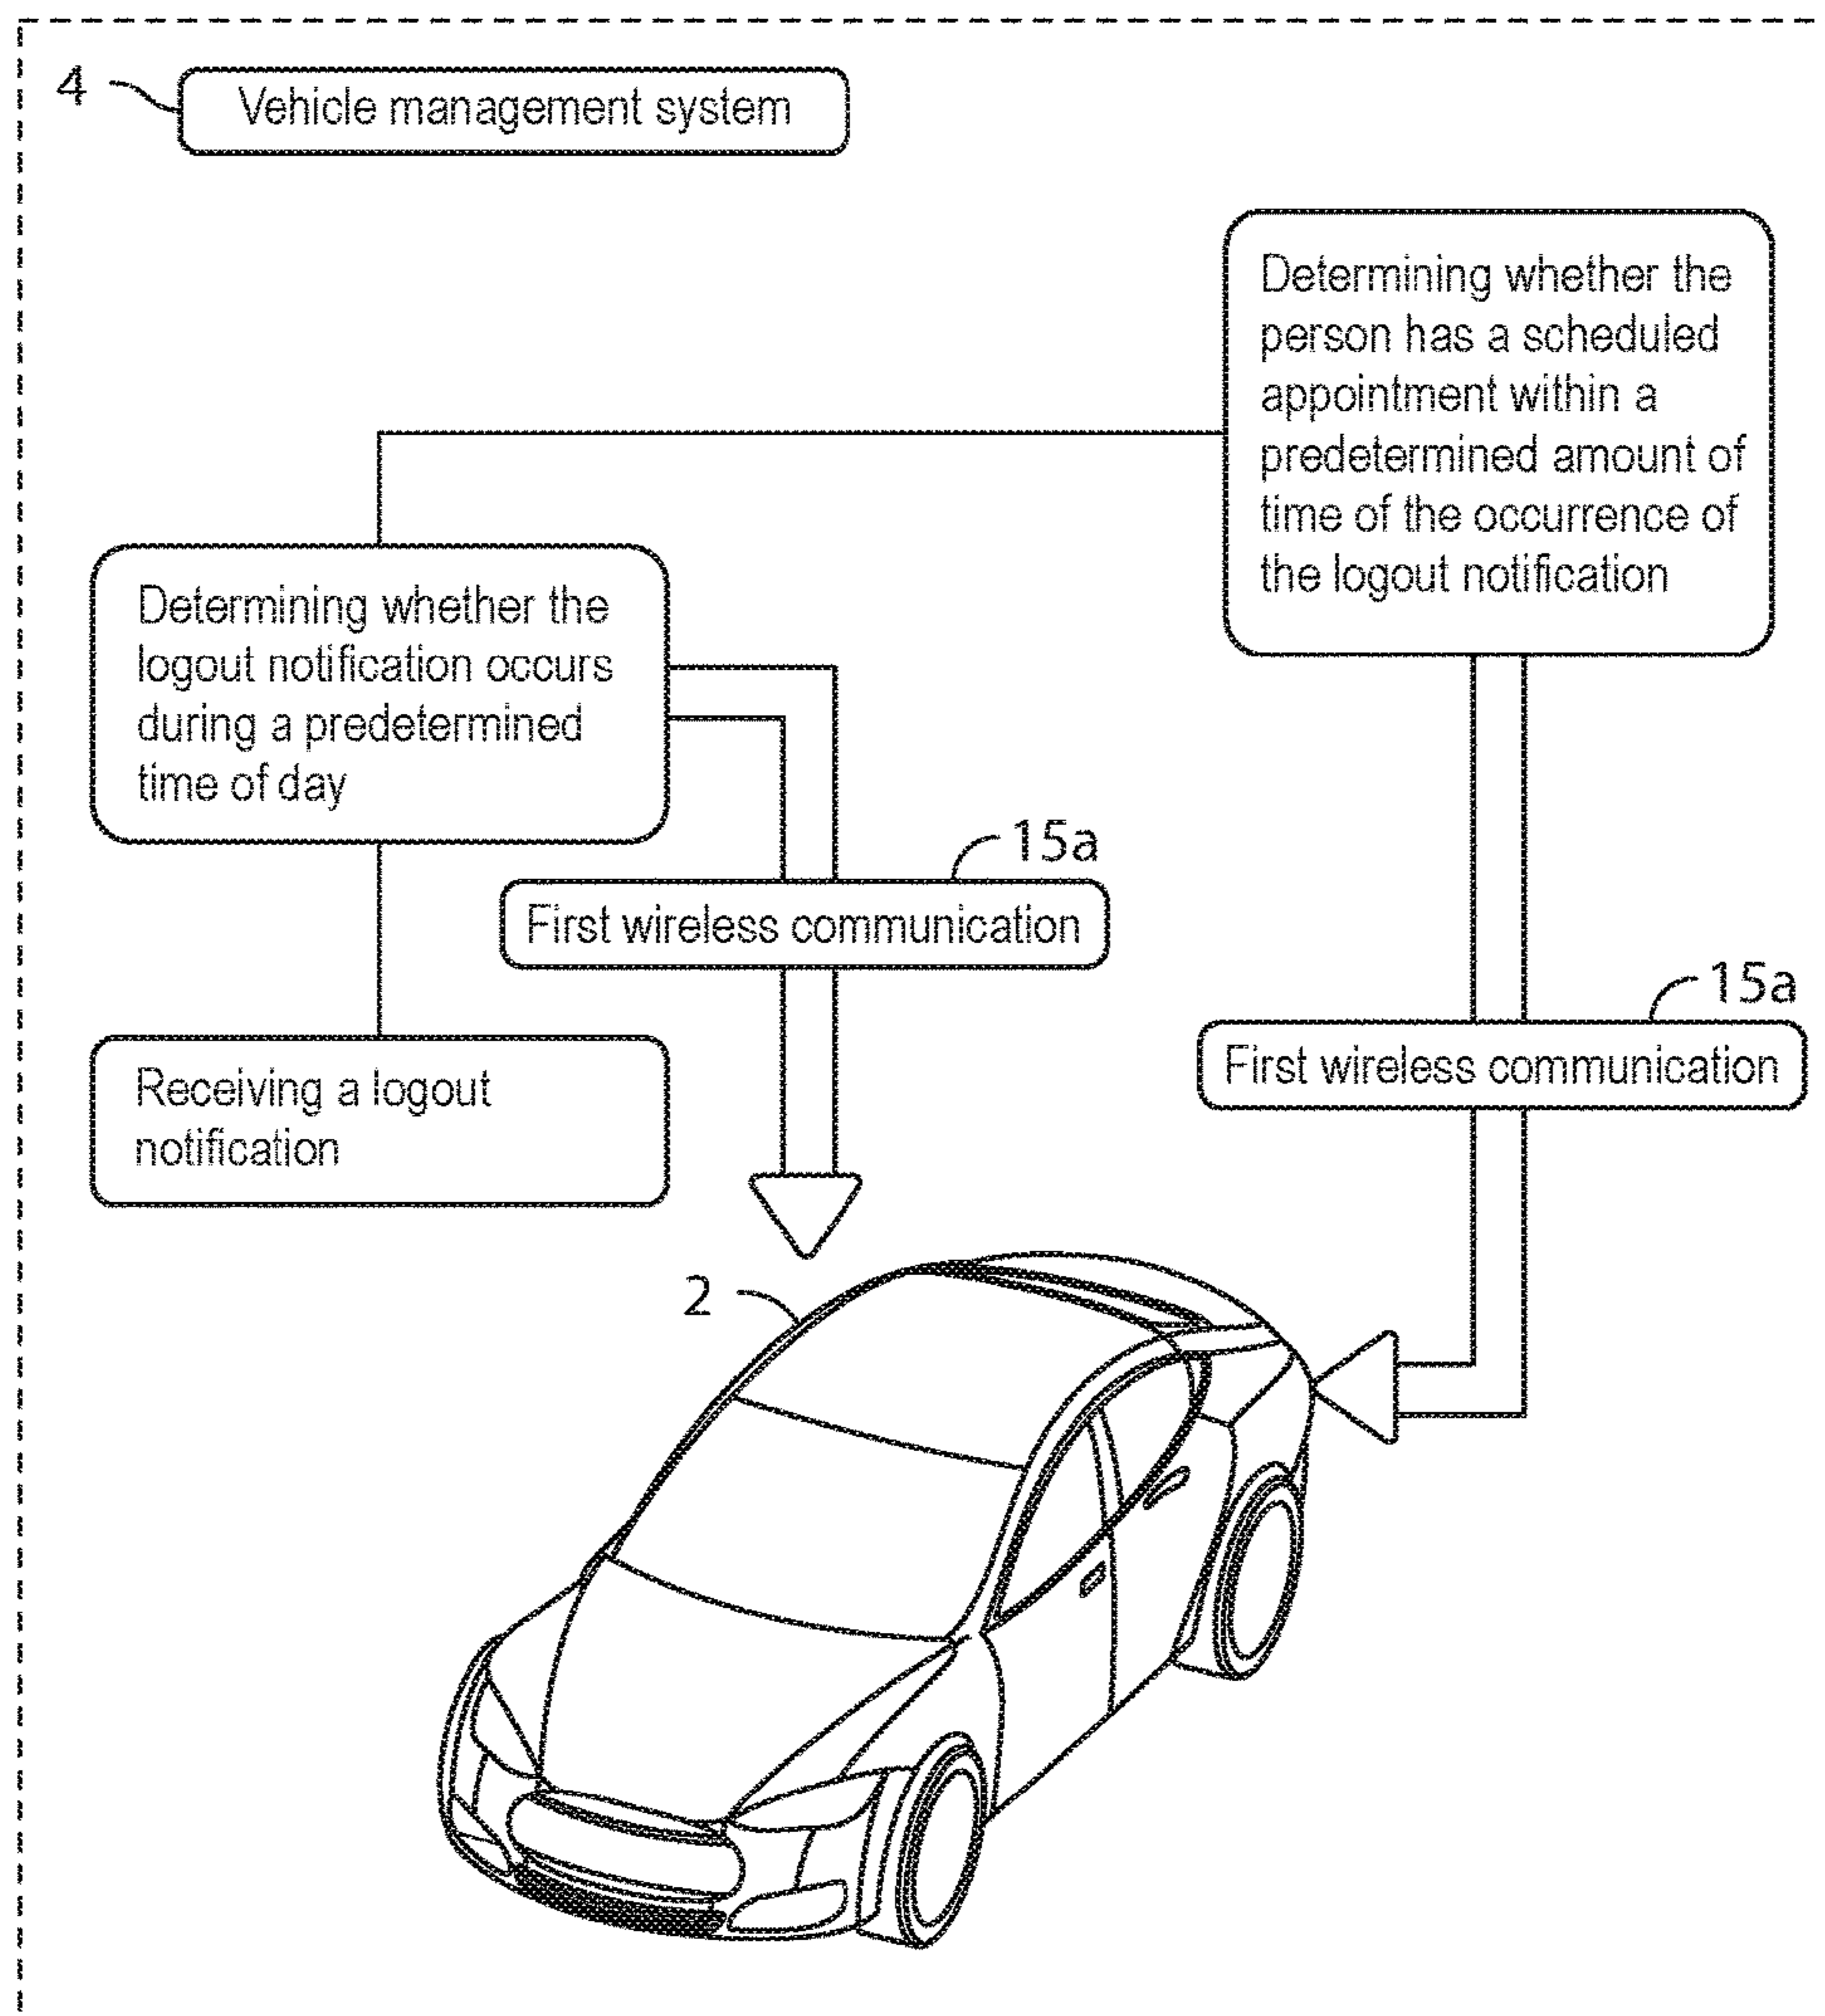 4
Vehicle management system
Determining whether the
person has a scheduled
appointment within a
predetermined amount of
time of the occurrence of
the logout notification
Determining whether the
logout notification occurs
during a predetermined
time of day
15a
First wireless communication
15a
First wireless communication
Receiving a logout
notification
2